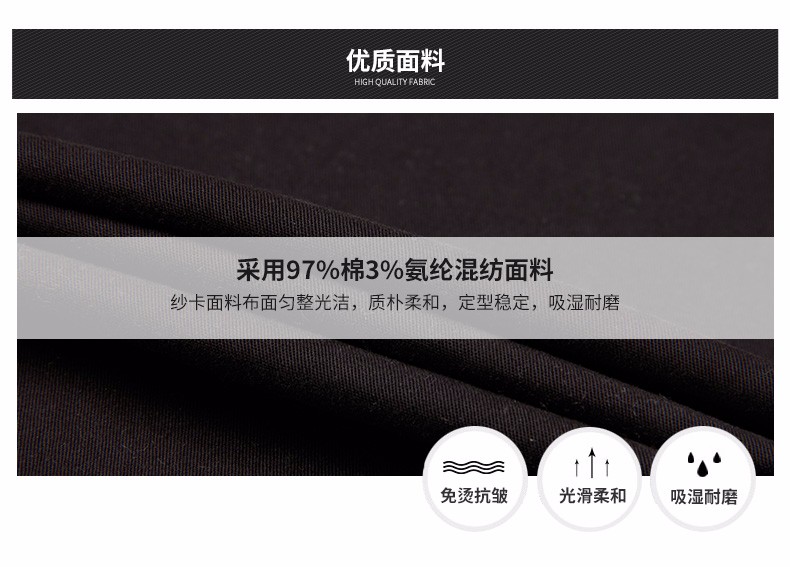 优质面料
HIGH QUALITY FABRIC
采用97%棉3%氨纶混纺面料
纱卡面料布面匀整光洁，质朴柔和，定型稳定，吸湿耐磨
免烫抗皱
光滑柔和
吸湿耐磨